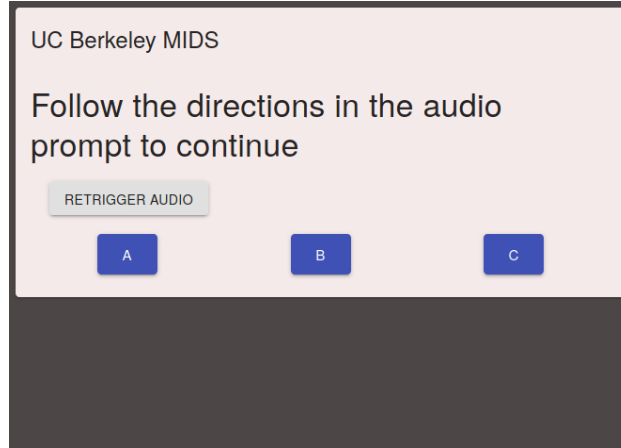 UC Berkeley MIDS
Follow the directions in the audio
prompt to continue
RETRIGGER AUDIO
A B C